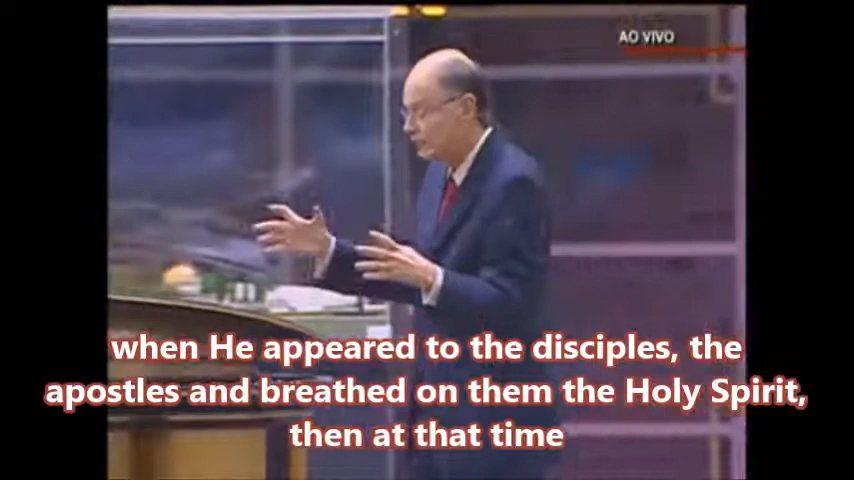 AO VIVO
when He appeared to the disciples, the
apostles and breathed on them the Holy Spirit,
then at that time